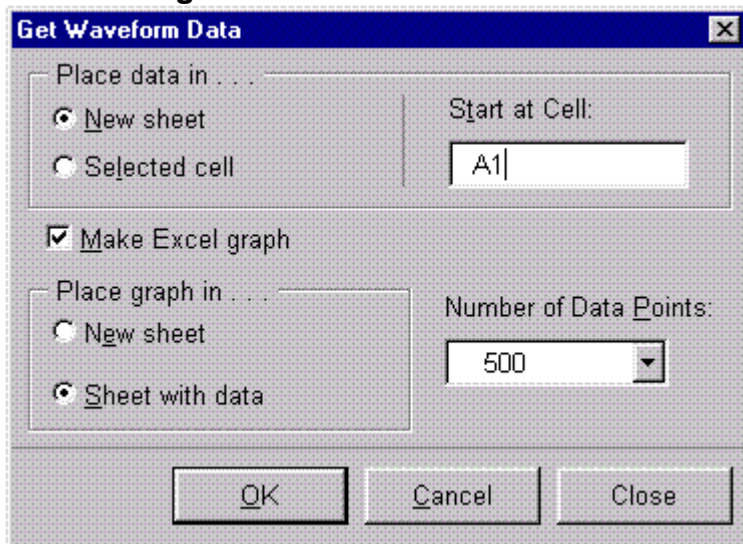 Get Waveform Data
Place data in . . .
New sheet
Start at Cell:
Selected cell
A1
Make Excel graph
Place graph in . . .
New sheet
Number of Data Points:
500
Sheet with data
OK
Cancel
Close